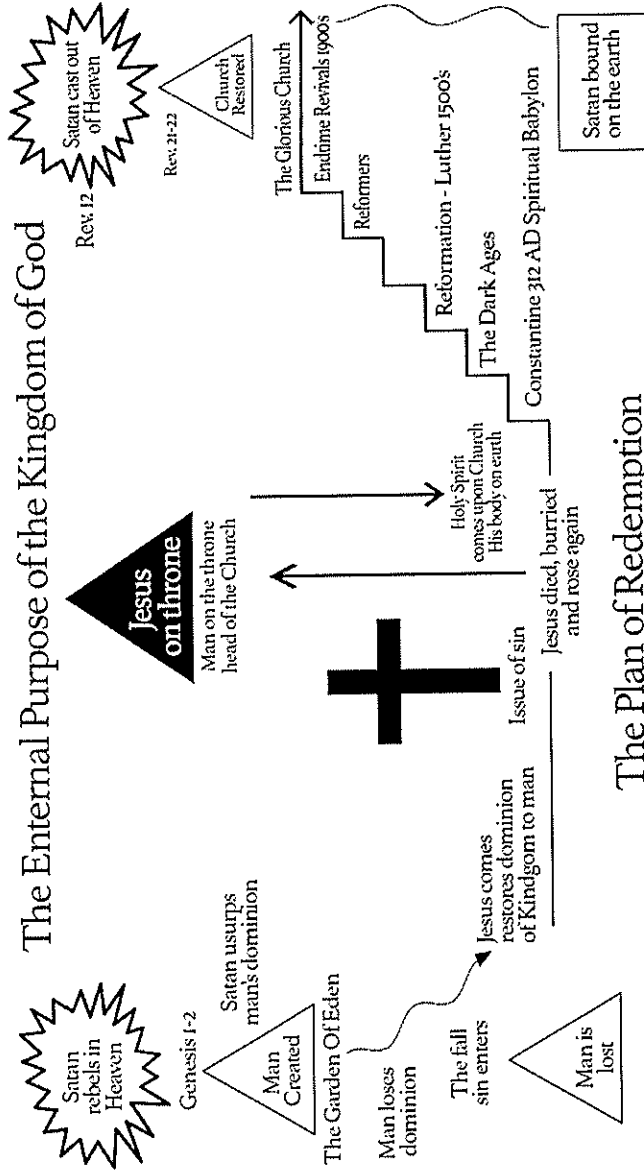 The Enternal Purpose of the Kingdom of God
Satan
rebels in
Heaven
Genesis 1-2
Satan usurps
man's dominion
Man
Created
The Garden Of Eden
Man loses
dominion
The fall
sin enters
Man is
lost
Jesus comes
restores dominion
of Kindgom to man
Jesus
on throne
Man on the throne
head of the Church
Issue of sin
Jesus died, burried
and rose again
Holy Spirit
comes upon Church
His body on earth
Constantine 312 AD Spiritual Babylon
The Dark Ages
Reformation - Luther 1500's
Reformers
Endtime Revivals 1900s
The Glorious Church
Rev. 12
Satan cast out
of Heaven
Rev. 21-22
Church
Restored
Satan bound
on the earth
The Plan of Redemption